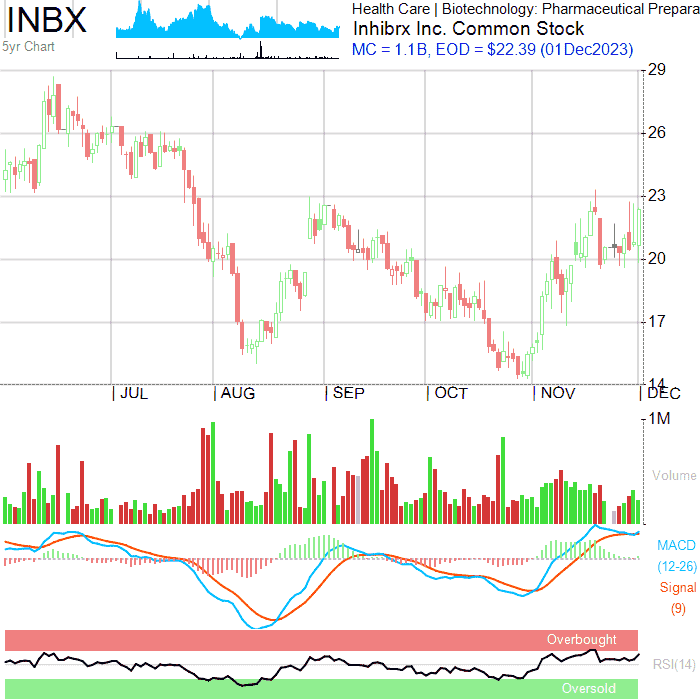 INBX
5yr Chart
Health Care | Biotechnology: Pharmaceutical Prepara
Inhibrx Inc. Common Stock
MC = 1.1B, EOD = $22.39 (01Dec2023)
29
26
23
20
17
14
JUL AUG SEP OCT NOV DEC
1M
Volume
MACD
(12-26)
Signal
(9)
Overbought
RSI(14)
Oversold